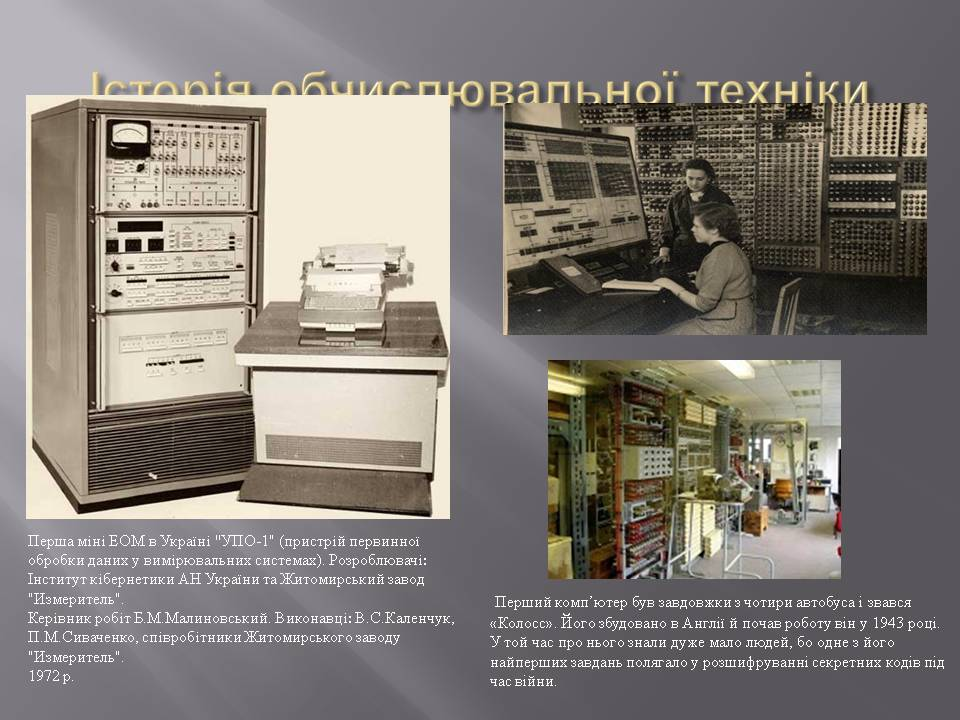 Історія обчислювальної техніки
Перша міні ЕОМ в Україні "УПО-1" (пристрій первинної
обробки даних у вимірювальних системах). Розроблювачі:
Інститут кібернетики АН України та Житомирський завод
"Измеритель".
Керівник робіт Б.М.Малиновський. Виконавці: В.С.Каленчук,
П.М.Сиваченко, співробітники Житомирського заводу
"Измеритель".
1972 р.
Перший комп’ютер був завдовжки з чотири автобуса і звався
«Колосс». Його збудовано в Англії й почав роботу він у 1943 році.
У той час про нього знали дуже мало людей, бо одне з його
найперших завдань полягало у розшифруванні секретних кодів під
час війни.